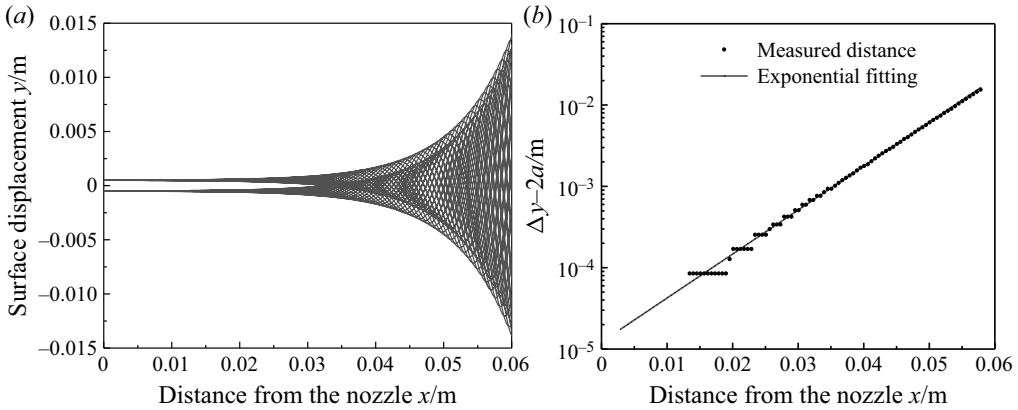 (a)
0.015
0.010
0.005
0
–0.005
–0.010
–0.015
Surface displacement y/m
0 0.01 0.02 0.03 0.04 0.05 0.06
Distance from the nozzle x/m
(b)
10⁻¹
10⁻²
10⁻³
10⁻⁴
10⁻⁵
Δy–2a/m
Measured distance
Exponential fitting
0 0.01 0.02 0.03 0.04 0.05 0.06
Distance from the nozzle x/m